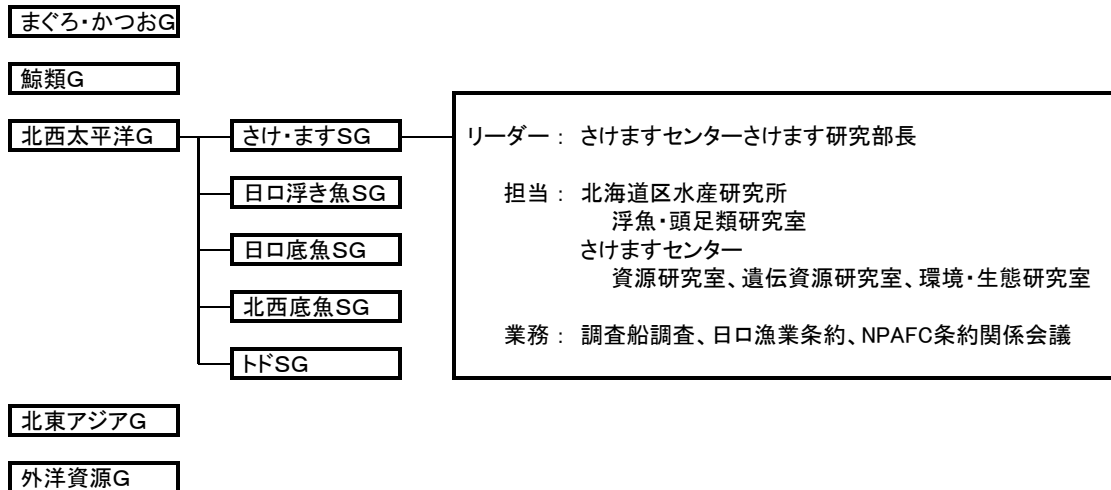 まぐろ・かつおG
鯨類G
北西太平洋G
さけ・ますSG
リーダー： さけますセンターさけます研究部長
日ロ浮き魚SG
担当： 北海道区水産研究所
浮魚・頭足類研究室
さけますセンター
資源研究室、遺伝資源研究室、環境・生態研究室
日ロ底魚SG
北西底魚SG
業務： 調査船調査、日ロ漁業条約、NPAFC条約関係会議
トドSG
北東アジアG
外洋資源G